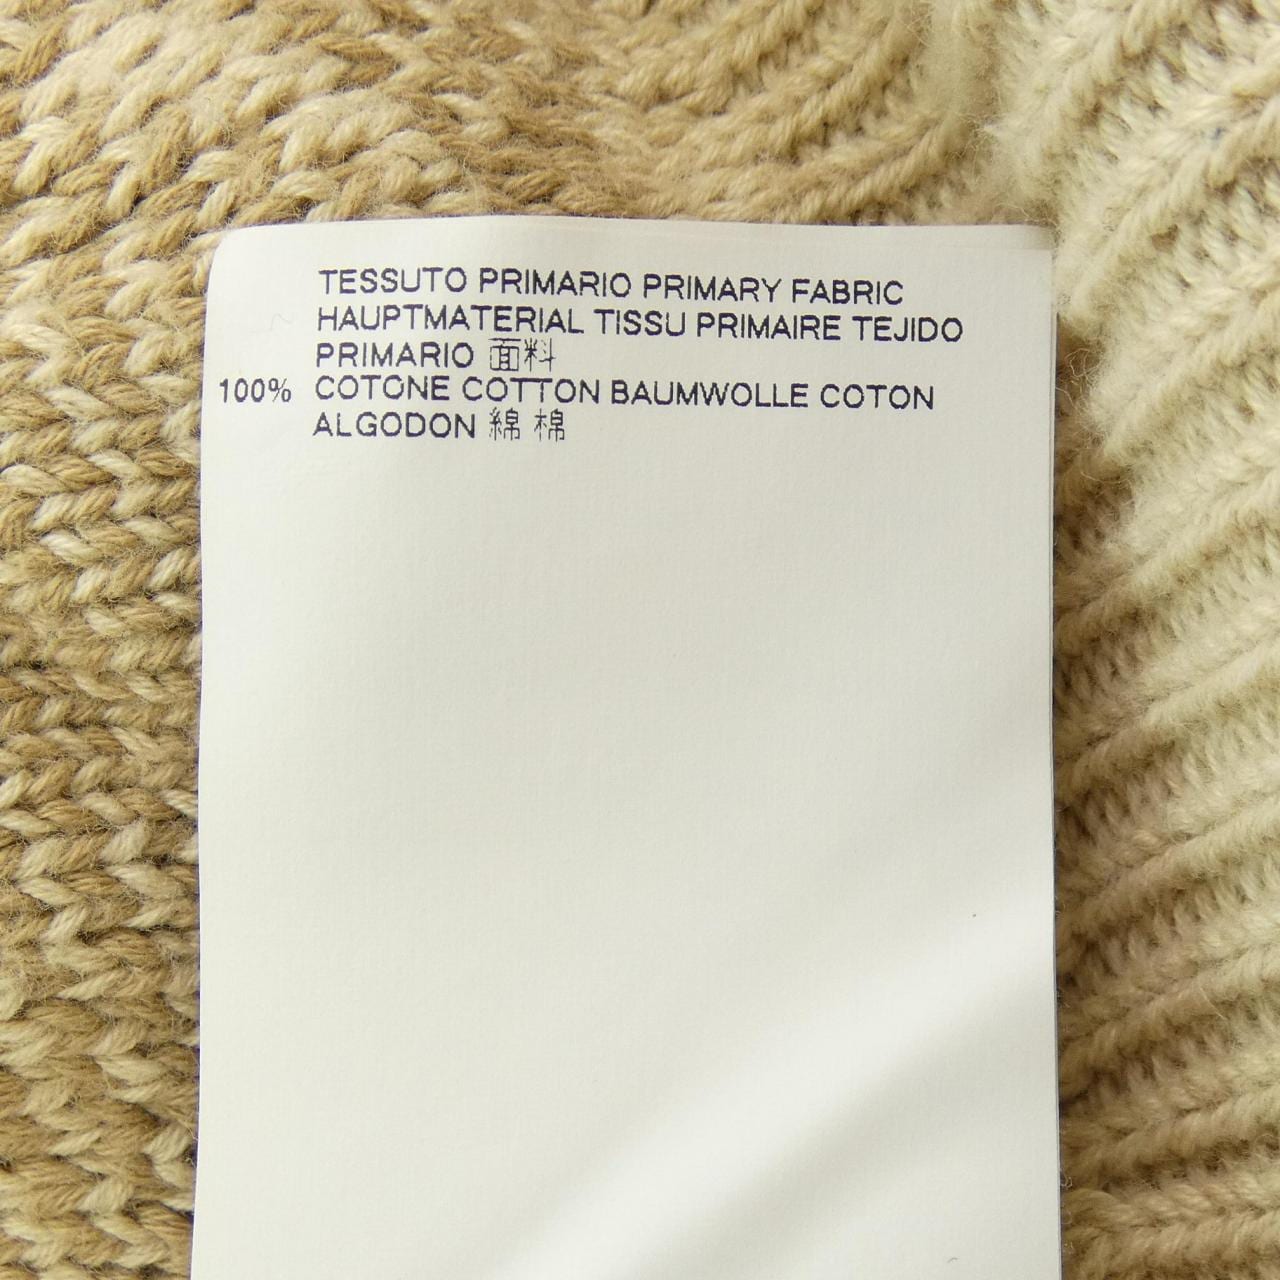 TESSUTO PRIMARIO PRIMARY FABRIC
HAUPTMATERIAL TISSU PRIMAIRE TEJIDO
PRIMARIO 面料
100% COTONE COTTON BAUMWOLLE COTON
ALGODON 綿 棉